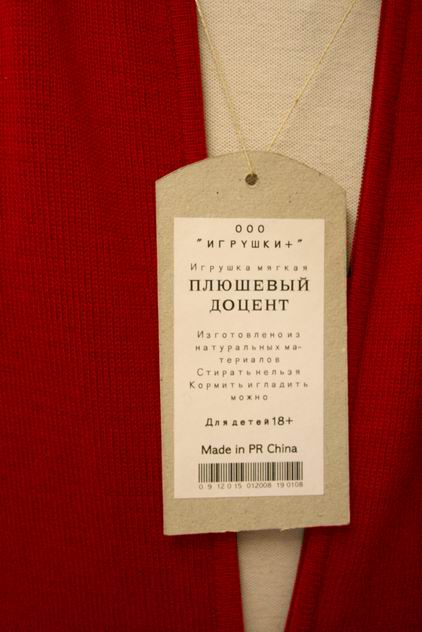 ООО
"ИГРУШКИ+"
Игрушка мягкая
ПЛЮШЕВЫЙ
ДОЦЕНТ
Изготовлено из
натуральных ма-
териалов
Стирать нельзя
Кормить и гладить
можно
Для детей 18+
Made in PR China
0 9 12 0 15 012008 19 0108